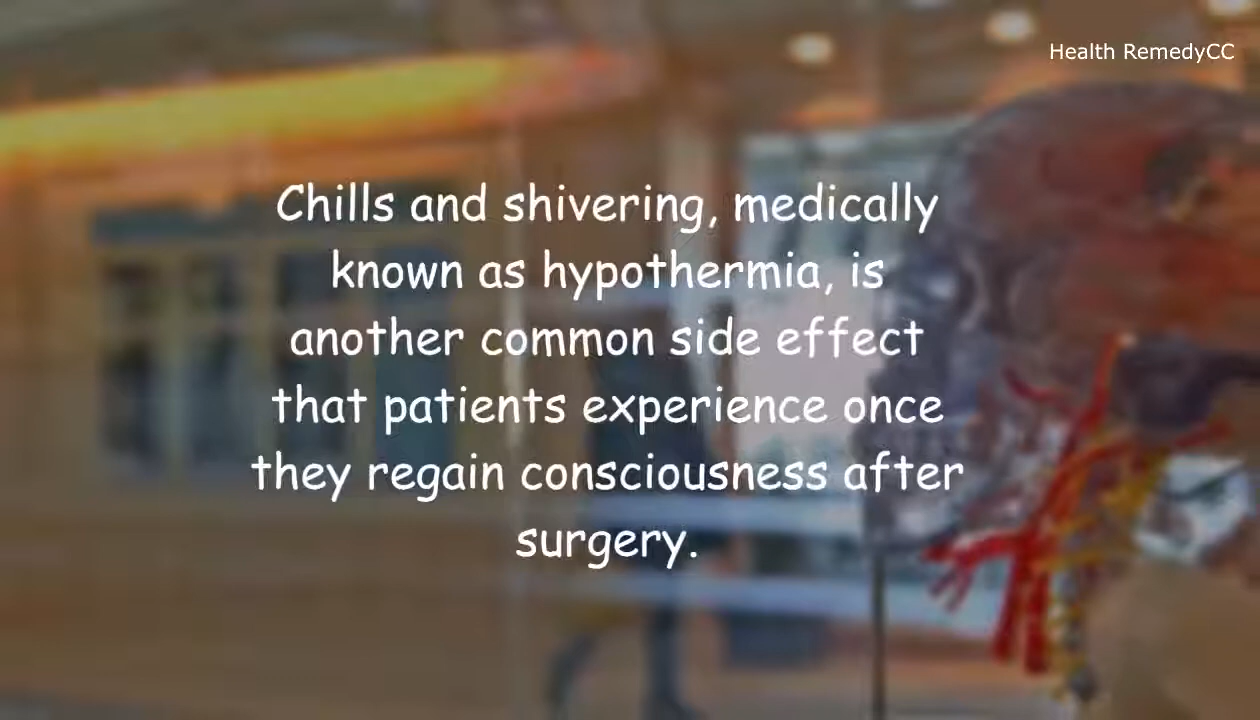 Health RemedyCC
Chills and shivering, medically
known as hypothermia, is
another common side effect
that patients experience once
they regain consciousness after
surgery.